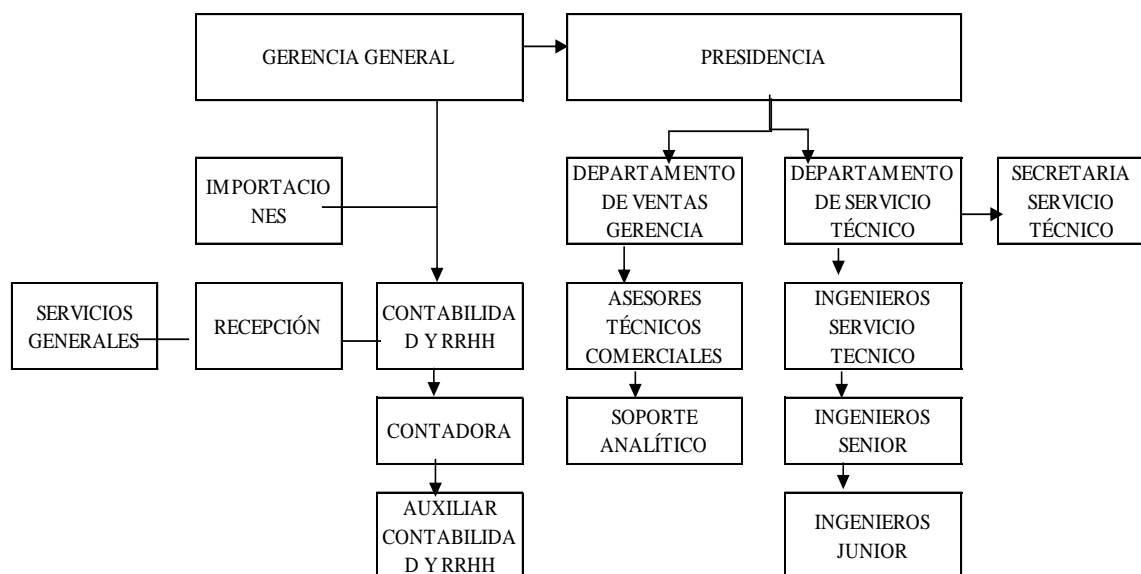 GERENCIA GENERAL
PRESIDENCIA
IMPORTACIO
NES
DEPARTAMENTO
DE VENTAS
GERENCIA
DEPARTAMENTO
DE SERVICIO
TÉCNICO
SECRETARIA
SERVICIO
TÉCNICO
SERVICIOS
GENERALES
RECEPCIÓN
CONTABILIDA
D Y RRHH
ASESORES
TÉCNICOS
COMERCIALES
INGENIEROS
SERVICIO
TECNICO
CONTADORA
SOPORTE
ANALÍTICO
INGENIEROS
SENIOR
AUXILIAR
CONTABILIDA
D Y RRHH
INGENIEROS
JUNIOR